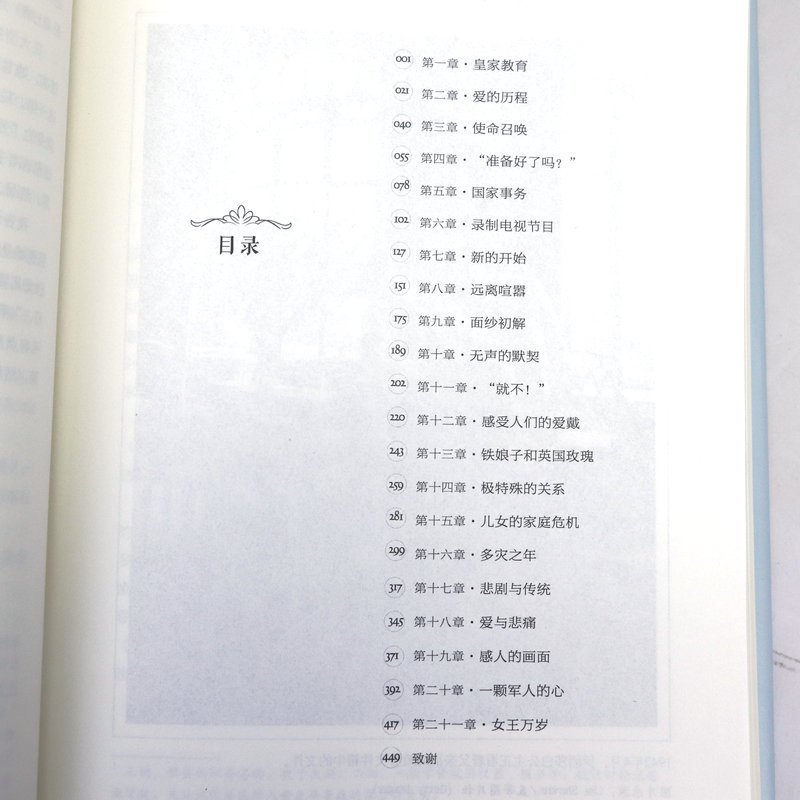 目录
001 第一章·皇家教育
021 第二章·爱的历程
040 第三章·使命召唤
055 第四章·“准备好了吗？”
078 第五章·国家事务
102 第六章·录制电视节目
127 第七章·新的开始
151 第八章·远离喧嚣
175 第九章·面纱初解
189 第十章·无声的默契
202 第十一章·“就不！”
220 第十二章·感受人们的爱戴
243 第十三章·铁娘子和英国玫瑰
259 第十四章·极特殊的关系
281 第十五章·儿女的家庭危机
299 第十六章·多灾之年
317 第十七章·悲剧与传统
345 第十八章·爱与悲痛
371 第十九章·感人的画面
392 第二十章·一颗军人的心
417 第二十一章·女王万岁
449 致谢